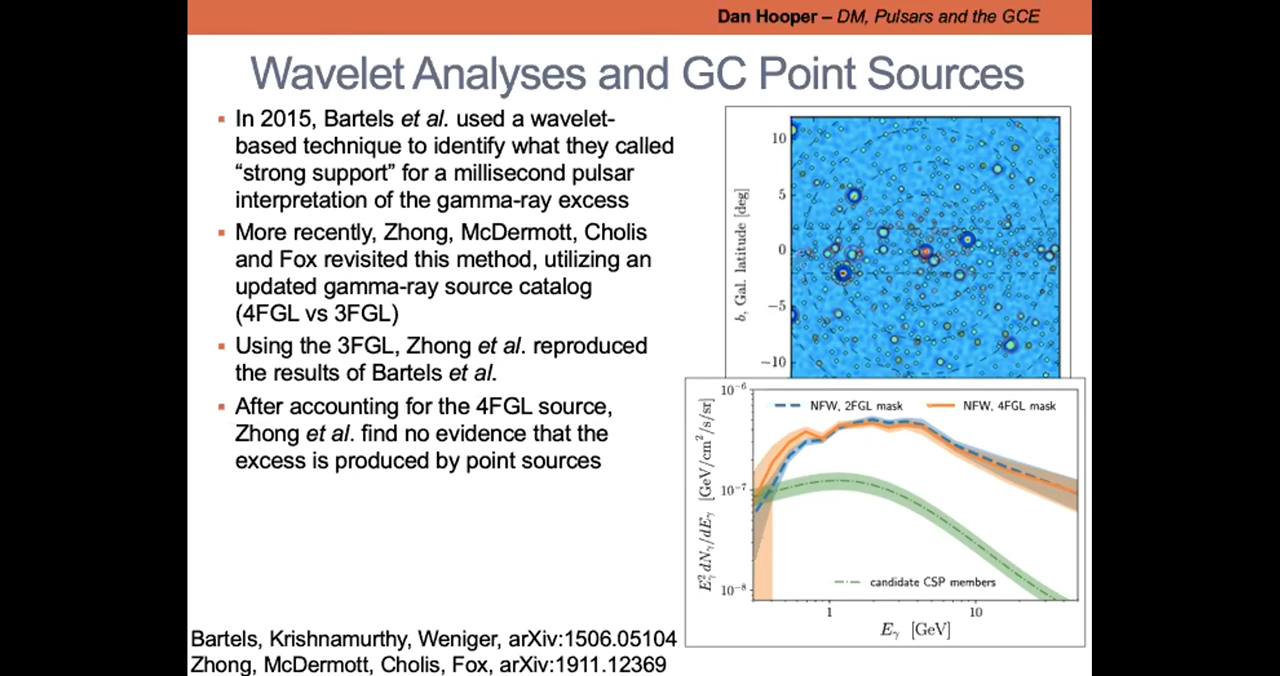 Dan Hooper – DM, Pulsars and the GCE
Wavelet Analyses and GC Point Sources
▪ In 2015, Bartels et al. used a wavelet-
based technique to identify what they called
“strong support” for a millisecond pulsar
interpretation of the gamma-ray excess
▪ More recently, Zhong, McDermott, Cholis
and Fox revisited this method, utilizing an
updated gamma-ray source catalog
(4FGL vs 3FGL)
▪ Using the 3FGL, Zhong et al. reproduced
the results of Bartels et al.
▪ After accounting for the 4FGL source,
Zhong et al. find no evidence that the
excess is produced by point sources
10
5
0
−5
−10
b, Gal. latitude [deg]
10⁻⁶
10⁻⁷
10⁻⁸
E²γ dNγ/dEγ [GeV/cm²/s/sr]
NFW, 2FGL mask
NFW, 4FGL mask
candidate CSP members
1
10
Eγ [GeV]
Bartels, Krishnamurthy, Weniger, arXiv:1506.05104
Zhong, McDermott, Cholis, Fox, arXiv:1911.12369